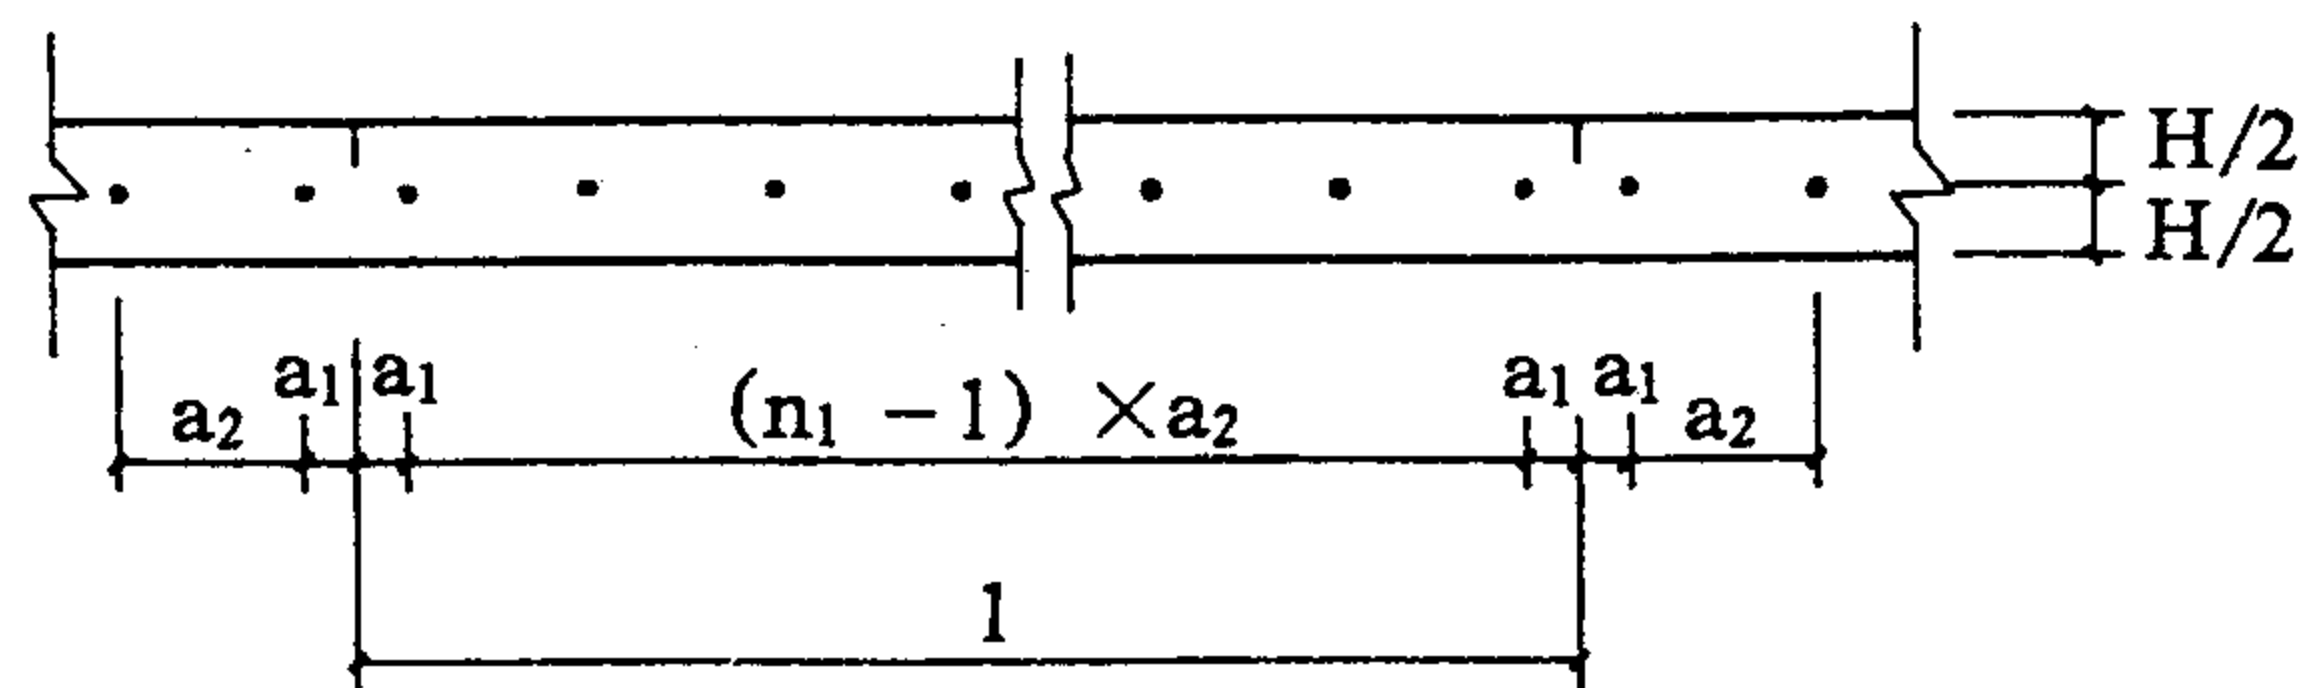 H/2
H/2
a₁ a₁ a₁ a₁
a₂ (n₁ − 1) × a₂ a₂
l